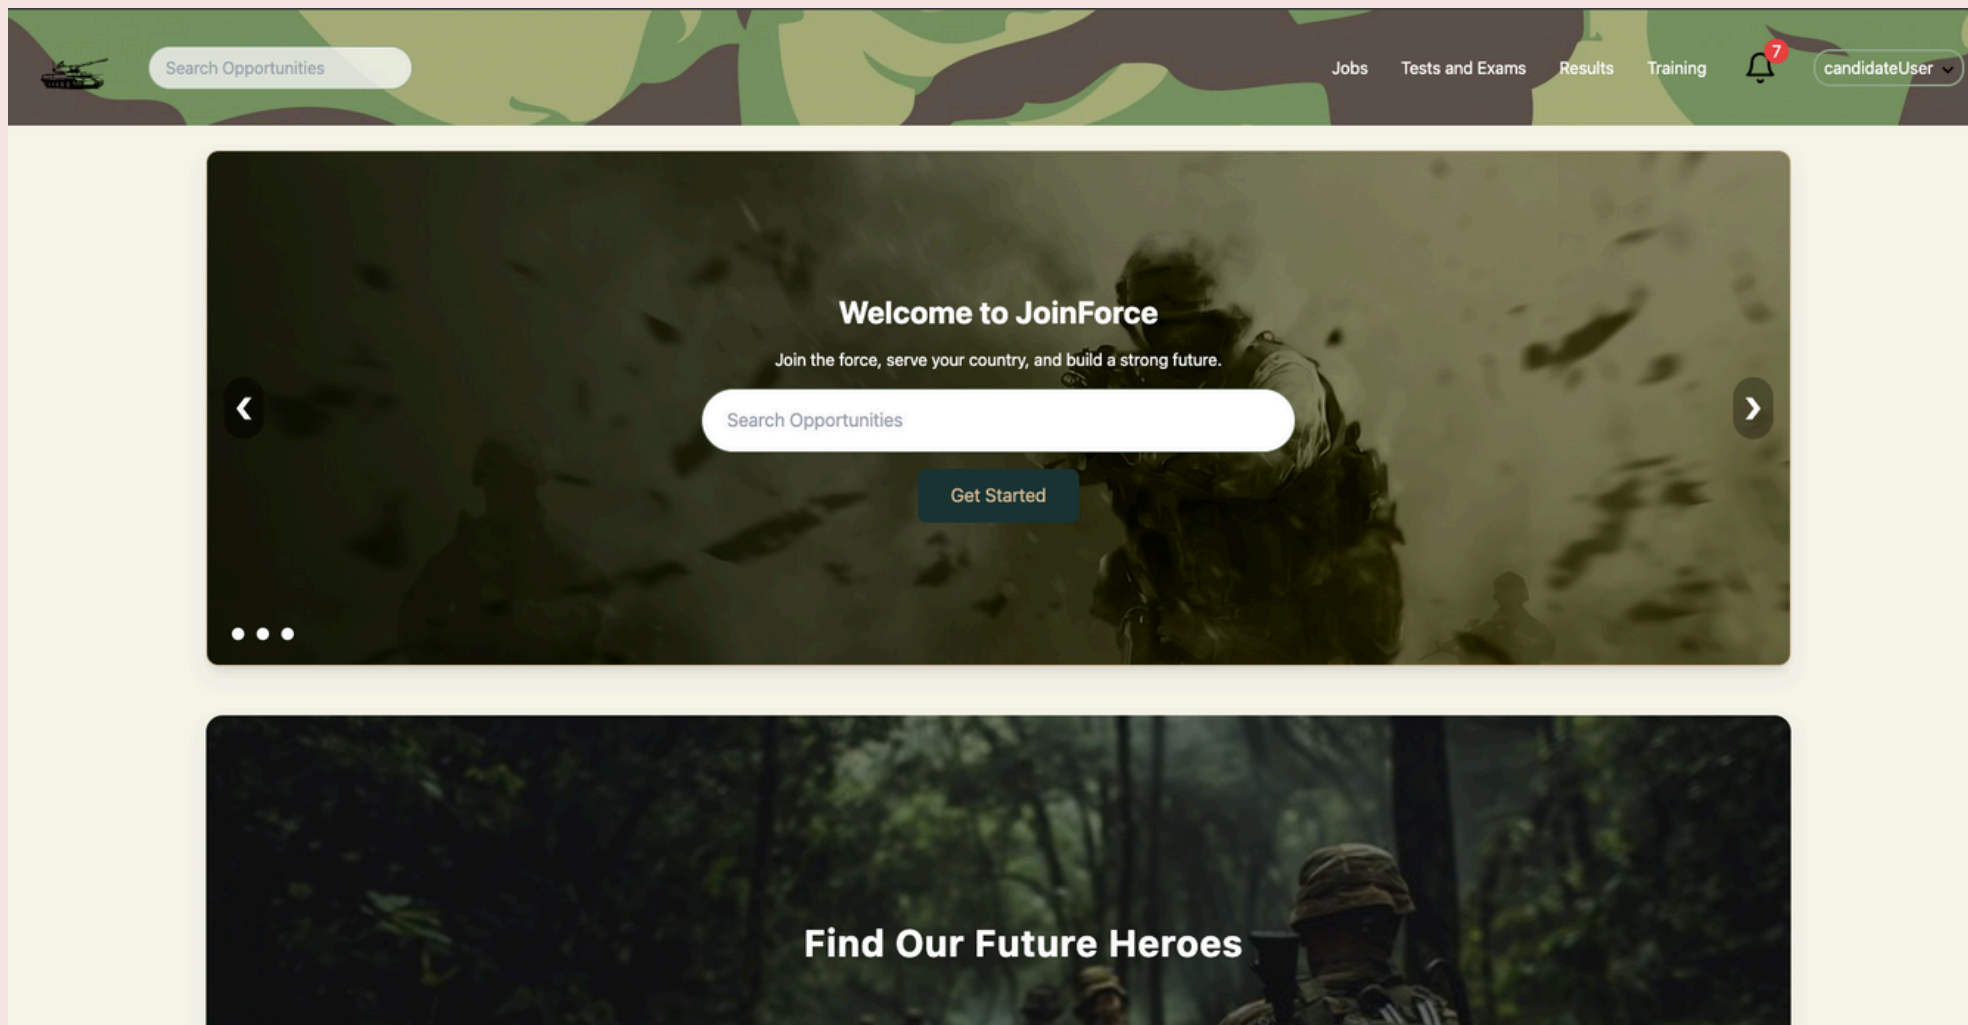 Search Opportunities
Jobs
Tests and Exams
Results
Training
7
candidateUser
Welcome to JoinForce
Join the force, serve your country, and build a strong future.
Search Opportunities
Get Started
Find Our Future Heroes